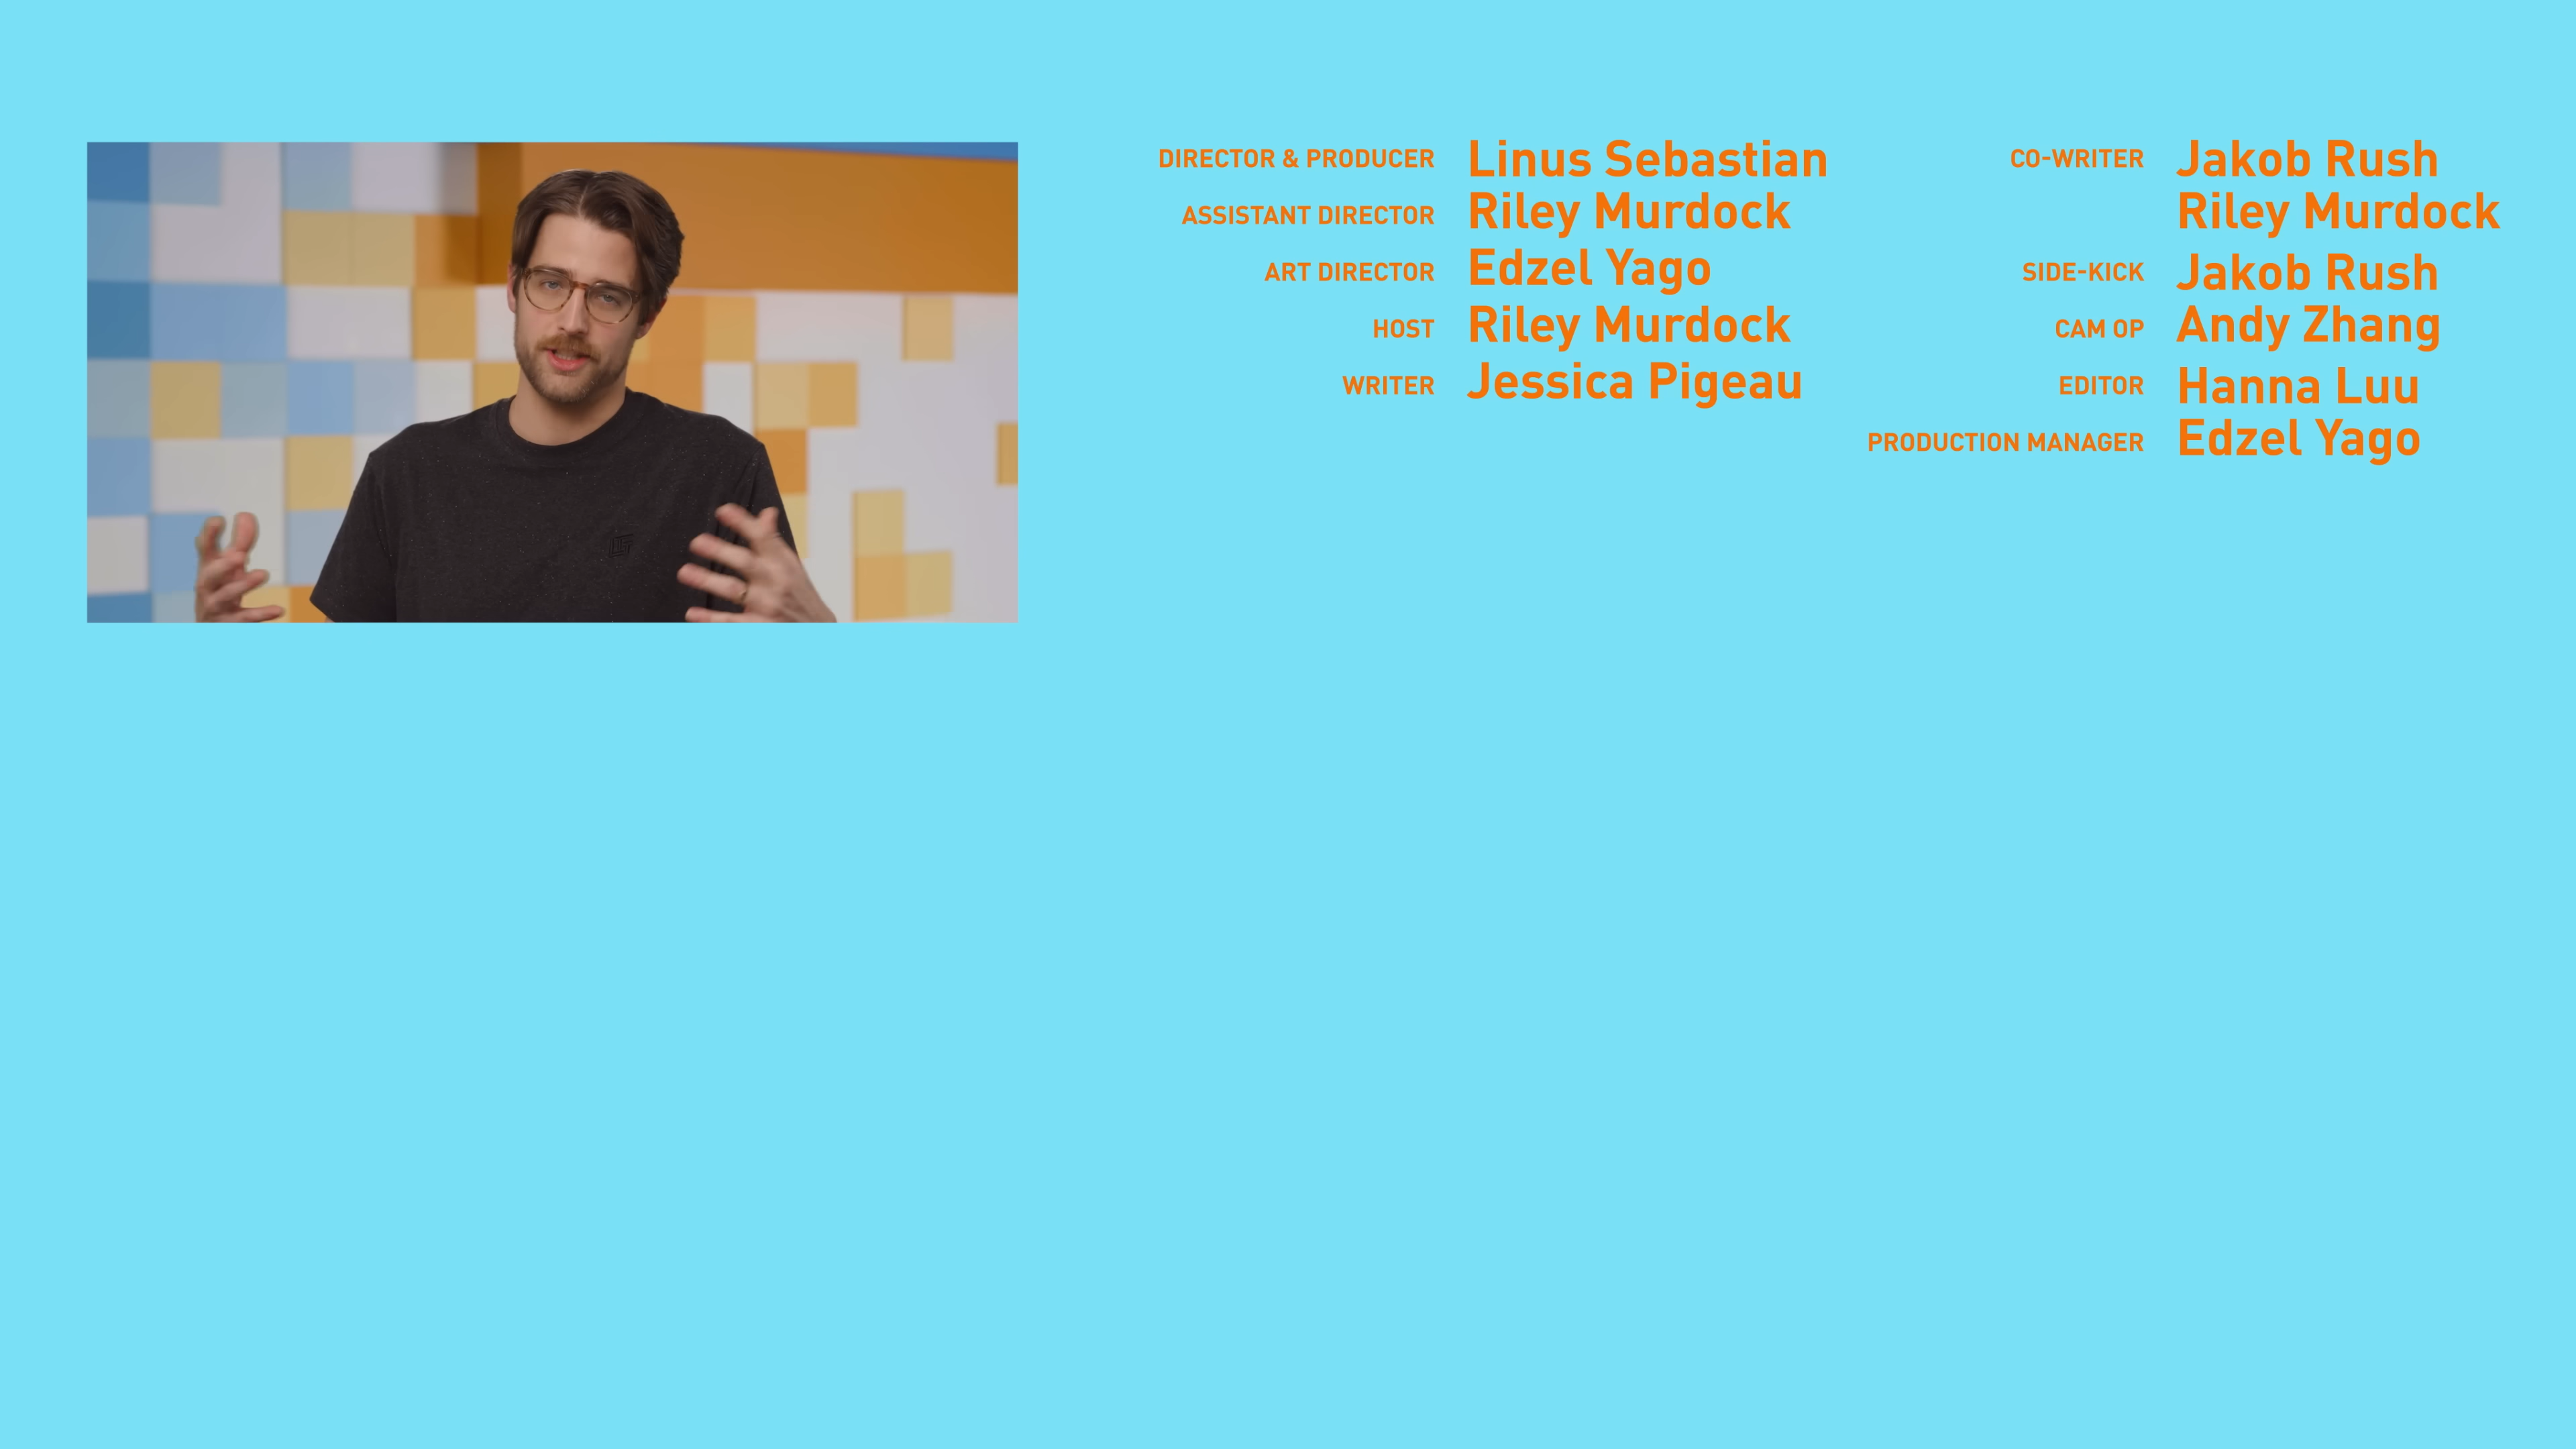 DIRECTOR & PRODUCER Linus Sebastian
ASSISTANT DIRECTOR Riley Murdock
ART DIRECTOR Edzel Yago
HOST Riley Murdock
WRITER Jessica Pigeau
CO-WRITER Jakob Rush
Riley Murdock
SIDE-KICK Jakob Rush
CAM OP Andy Zhang
EDITOR Hanna Luu
PRODUCTION MANAGER Edzel Yago